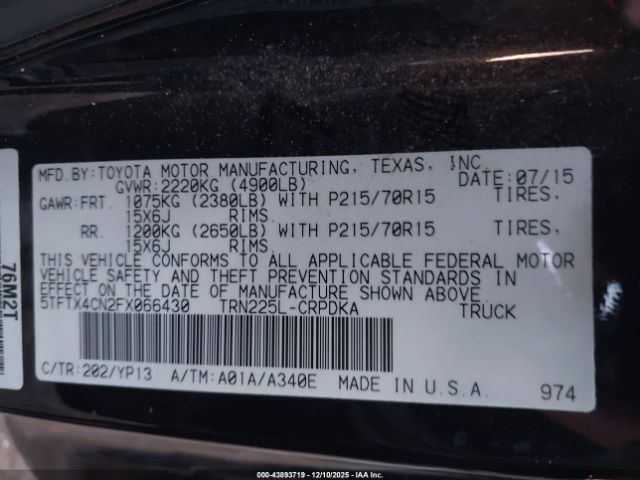 MFD.BY:TOYOTA MOTOR MANUFACTURING, TEXAS, INC. DATE:07/15
GVWR:2220KG (4900LB)
GAWR:FRT. 1075KG (2380LB) WITH P215/70R15 TIRES,
15X6J RIMS.
RR. 1200KG (2650LB) WITH P215/70R15 TIRES,
15X6J RIMS.
THIS VEHICLE CONFORMS TO ALL APPLICABLE FEDERAL MOTOR
VEHICLE SAFETY AND THEFT PREVENTION STANDARDS IN
EFFECT ON THE DATE OF MANUFACTURE SHOWN ABOVE.
5TFTX4CN2FX066430 TRN225L-CRPDKA TRUCK
C/TR:202/YP13 A/TM:A01A/A340E MADE IN U.S.A. 974
76M2T
000-43893719 - 12/10/2025 - IAA Inc.